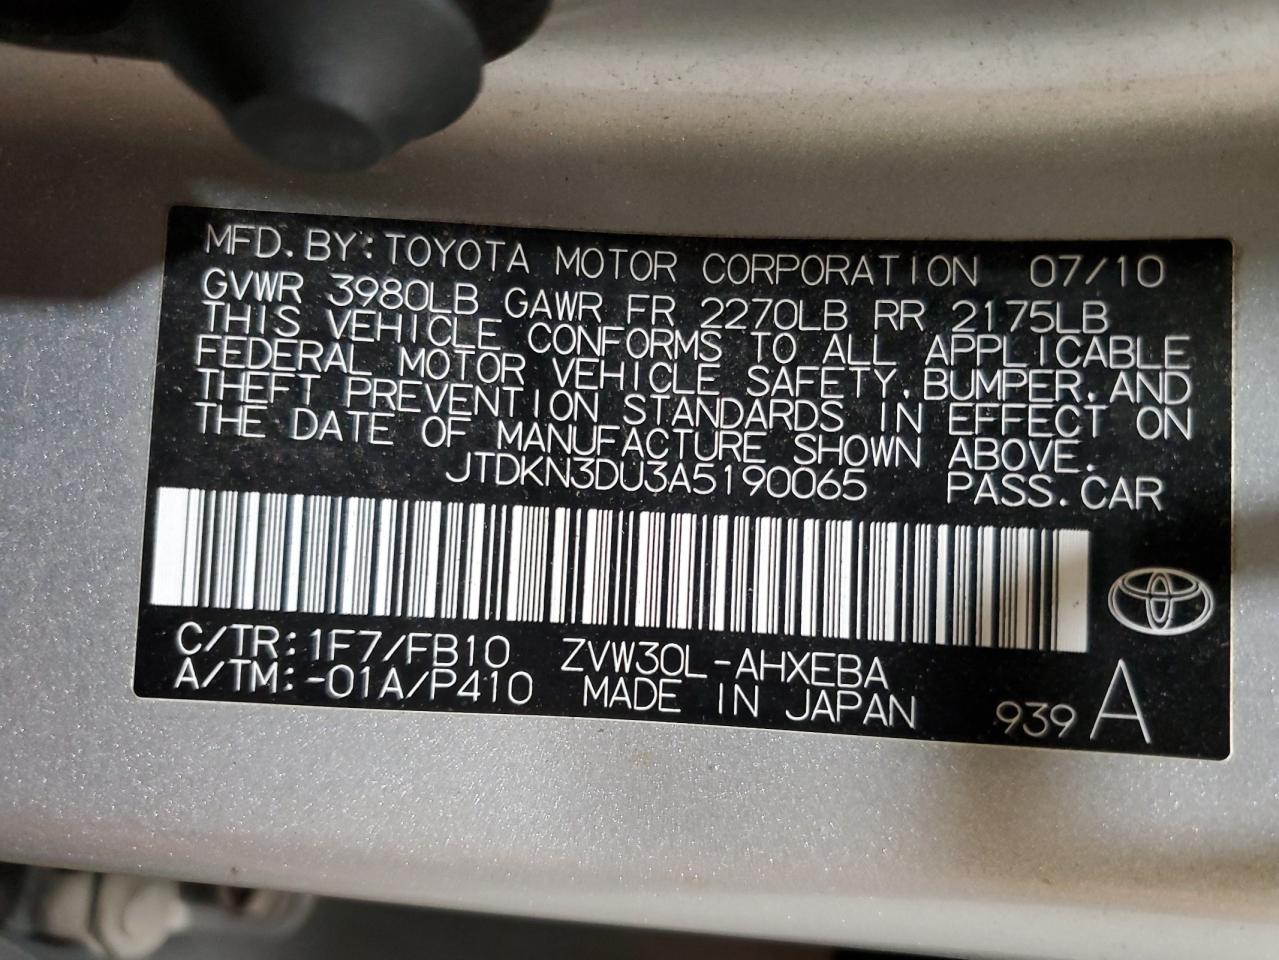 MFD. BY: TOYOTA MOTOR CORPORATION 07/10
GVWR 3980LB GAWR FR 2270LB RR 2175LB
THIS VEHICLE CONFORMS TO ALL APPLICABLE
FEDERAL MOTOR VEHICLE SAFETY, BUMPER, AND
THEFT PREVENTION STANDARDS IN EFFECT ON
THE DATE OF MANUFACTURE SHOWN ABOVE.
JTDKN3DU3A5190065 PASS. CAR
C/TR: 1F7/FB10 ZVW30L-AHXEBA
A/TM: -01A/P410 MADE IN JAPAN 939 A